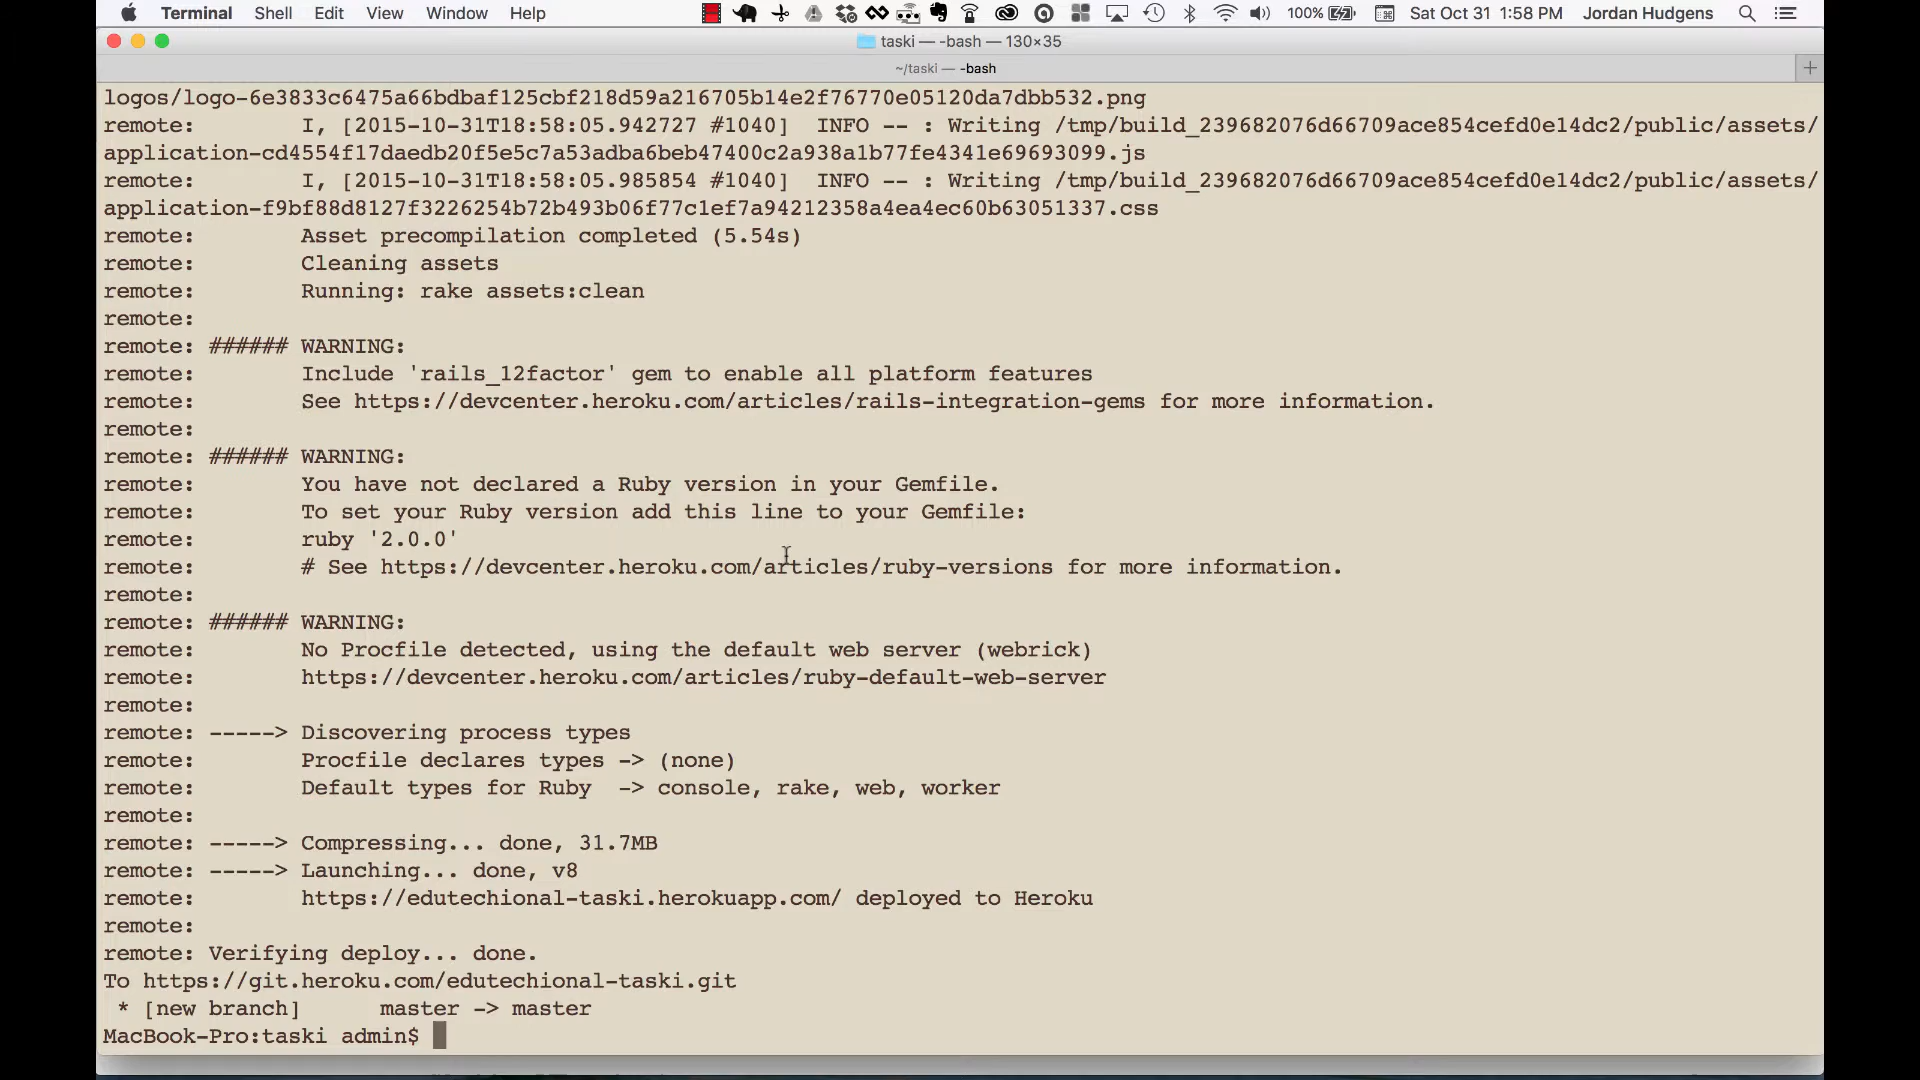 Terminal Shell Edit View Window Help 100% Sat Oct 31 1:58 PM Jordan Hudgens
taski — -bash — 130×35
~/taski — -bash
logos/logo-6e3833c6475a66bdbaf125cbf218d59a216705b14e2f76770e05120da7dbb532.png
remote:        I, [2015-10-31T18:58:05.942727 #1040]  INFO -- : Writing /tmp/build_239682076d66709ace854cefd0e14dc2/public/assets/
application-cd4554f17daedb20f5e5c7a53adba6beb47400c2a938a1b77fe4341e69693099.js
remote:        I, [2015-10-31T18:58:05.985854 #1040]  INFO -- : Writing /tmp/build_239682076d66709ace854cefd0e14dc2/public/assets/
application-f9bf88d8127f3226254b72b493b06f77c1ef7a94212358a4ea4ec60b63051337.css
remote:        Asset precompilation completed (5.54s)
remote:        Cleaning assets
remote:        Running: rake assets:clean
remote:
remote: ###### WARNING:
remote:        Include 'rails_12factor' gem to enable all platform features
remote:        See https://devcenter.heroku.com/articles/rails-integration-gems for more information.
remote:
remote: ###### WARNING:
remote:        You have not declared a Ruby version in your Gemfile.
remote:        To set your Ruby version add this line to your Gemfile:
remote:        ruby '2.0.0'
remote:        # See https://devcenter.heroku.com/articles/ruby-versions for more information.
remote:
remote: ###### WARNING:
remote:        No Procfile detected, using the default web server (webrick)
remote:        https://devcenter.heroku.com/articles/ruby-default-web-server
remote:
remote: -----> Discovering process types
remote:        Procfile declares types -> (none)
remote:        Default types for Ruby  -> console, rake, web, worker
remote:
remote: -----> Compressing... done, 31.7MB
remote: -----> Launching... done, v8
remote:        https://edutechional-taski.herokuapp.com/ deployed to Heroku
remote:
remote: Verifying deploy... done.
To https://git.heroku.com/edutechional-taski.git
 * [new branch]      master -> master
MacBook-Pro:taski admin$